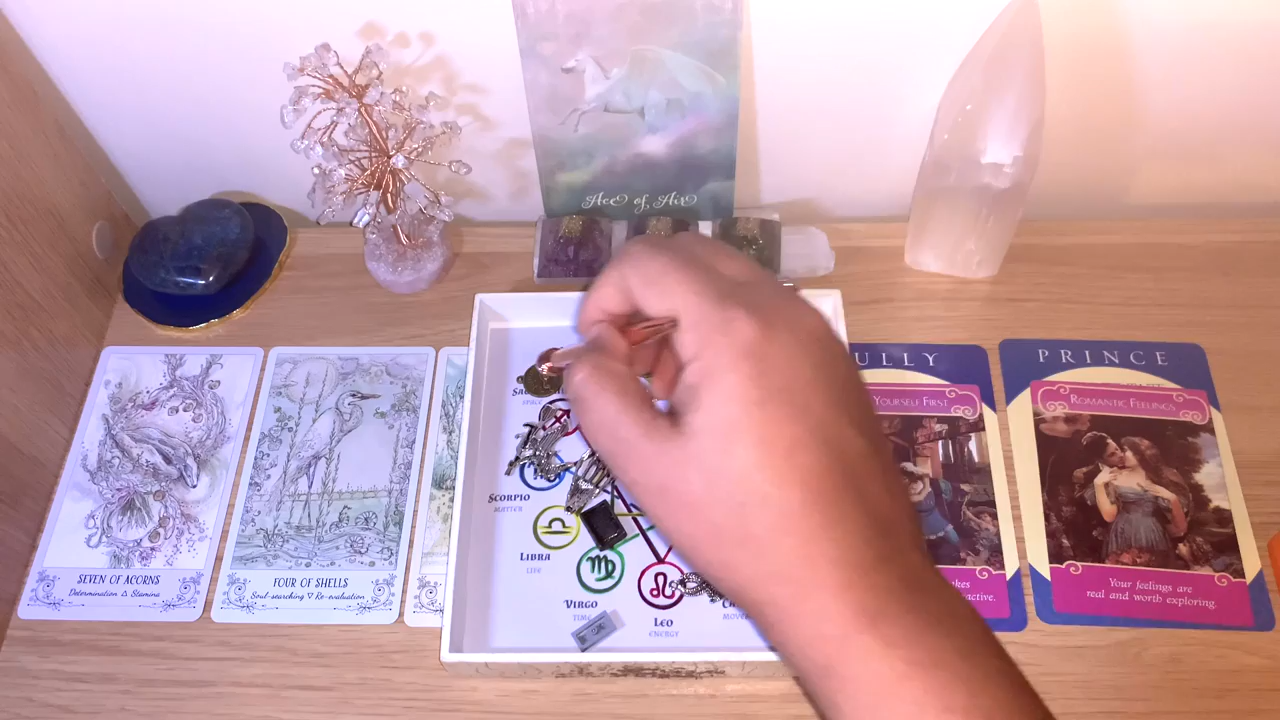 Ace of Air
SCORPIO
MATTER
LIBRA
LIFE
VIRGO
TIME
LEO
ENERGY
SEVEN OF ACORNS
Determination & Stamina
FOUR OF SHELLS
Soul-searching ▽ Re-evaluation
ULLY
YOURSELF FIRST
active.
PRINCE
ROMANTIC FEELINGS
Your feelings are
real and worth exploring.